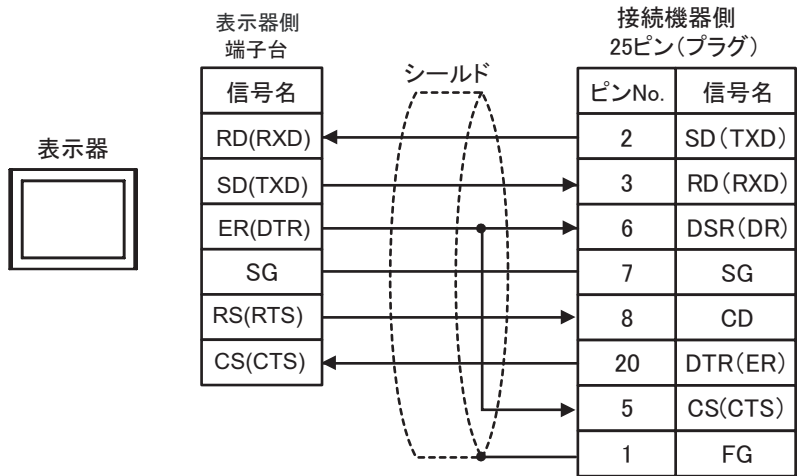 表示器側
端子台
接続機器側
25ピン(プラグ)
シールド
表示器
信号名
ピンNo. 信号名
RD(RXD) 2 SD(TXD)
SD(TXD) 3 RD(RXD)
ER(DTR) 6 DSR(DR)
SG 7 SG
RS(RTS) 8 CD
CS(CTS) 20 DTR(ER)
5 CS(CTS)
1 FG